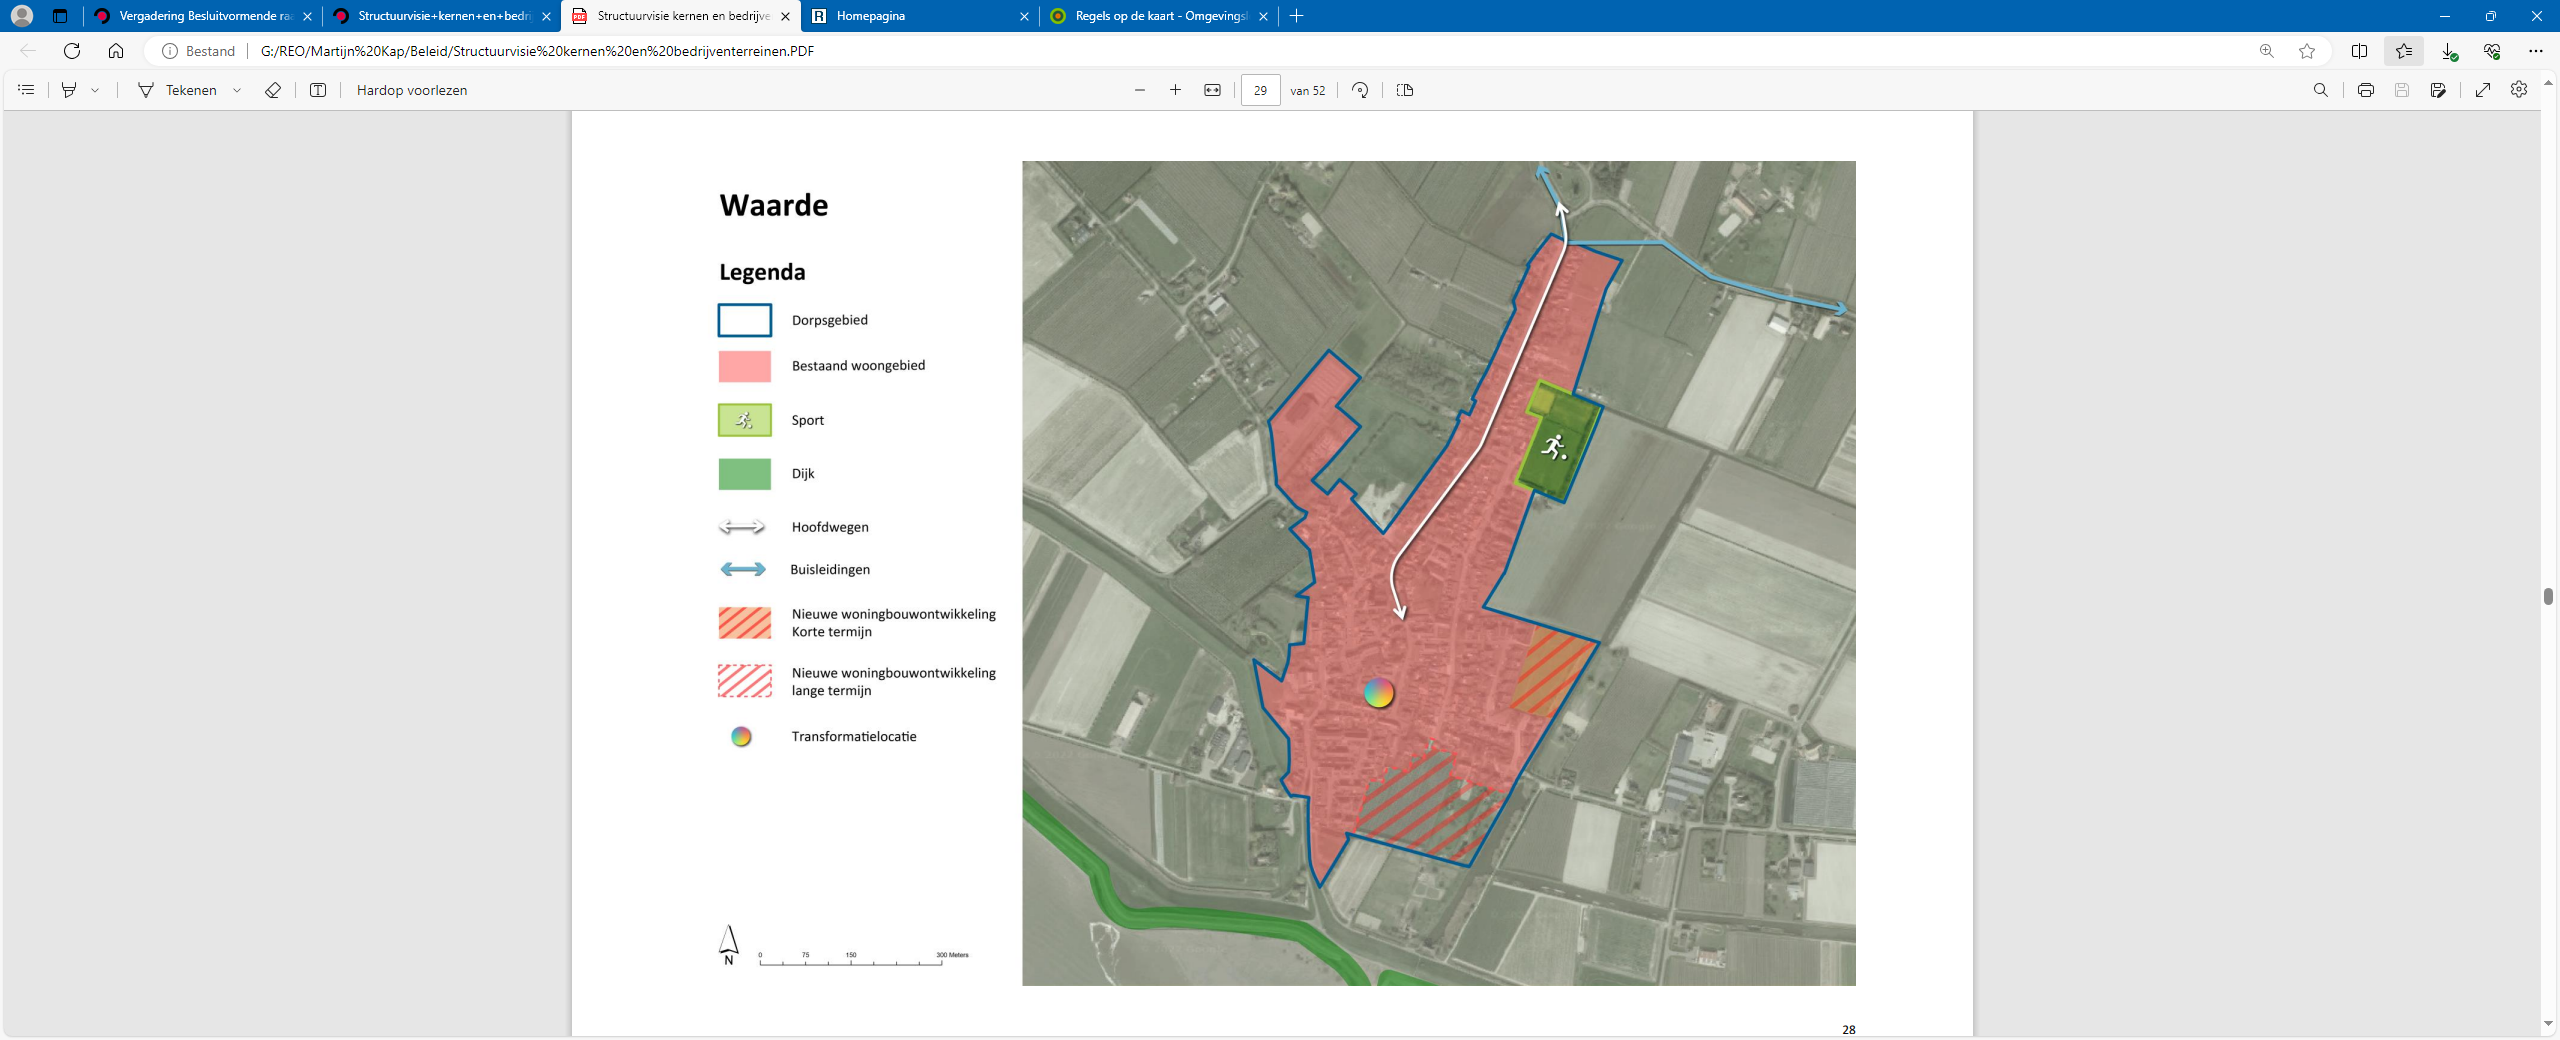 Vergadering Besluitvormende ra
Structuurvisie+kernen+en+bedri
Structuurvisie kernen en bedrijve
Homepagina
Regels op de kaart - Omgevingsl
Bestand
G:/REO/Martijn%20Kap/Beleid/Structuurvisie%20kernen%20en%20bedrijventerreinen.PDF
Tekenen
Hardop voorlezen
29
van 52
Waarde
Legenda
Dorpsgebied
Bestaand woongebied
Sport
Dijk
Hoofdwegen
Buisleidingen
Nieuwe woningbouwontwikkeling
Korte termijn
Nieuwe woningbouwontwikkeling
lange termijn
Transformatielocatie
N
0 75 150 300 Meters
28